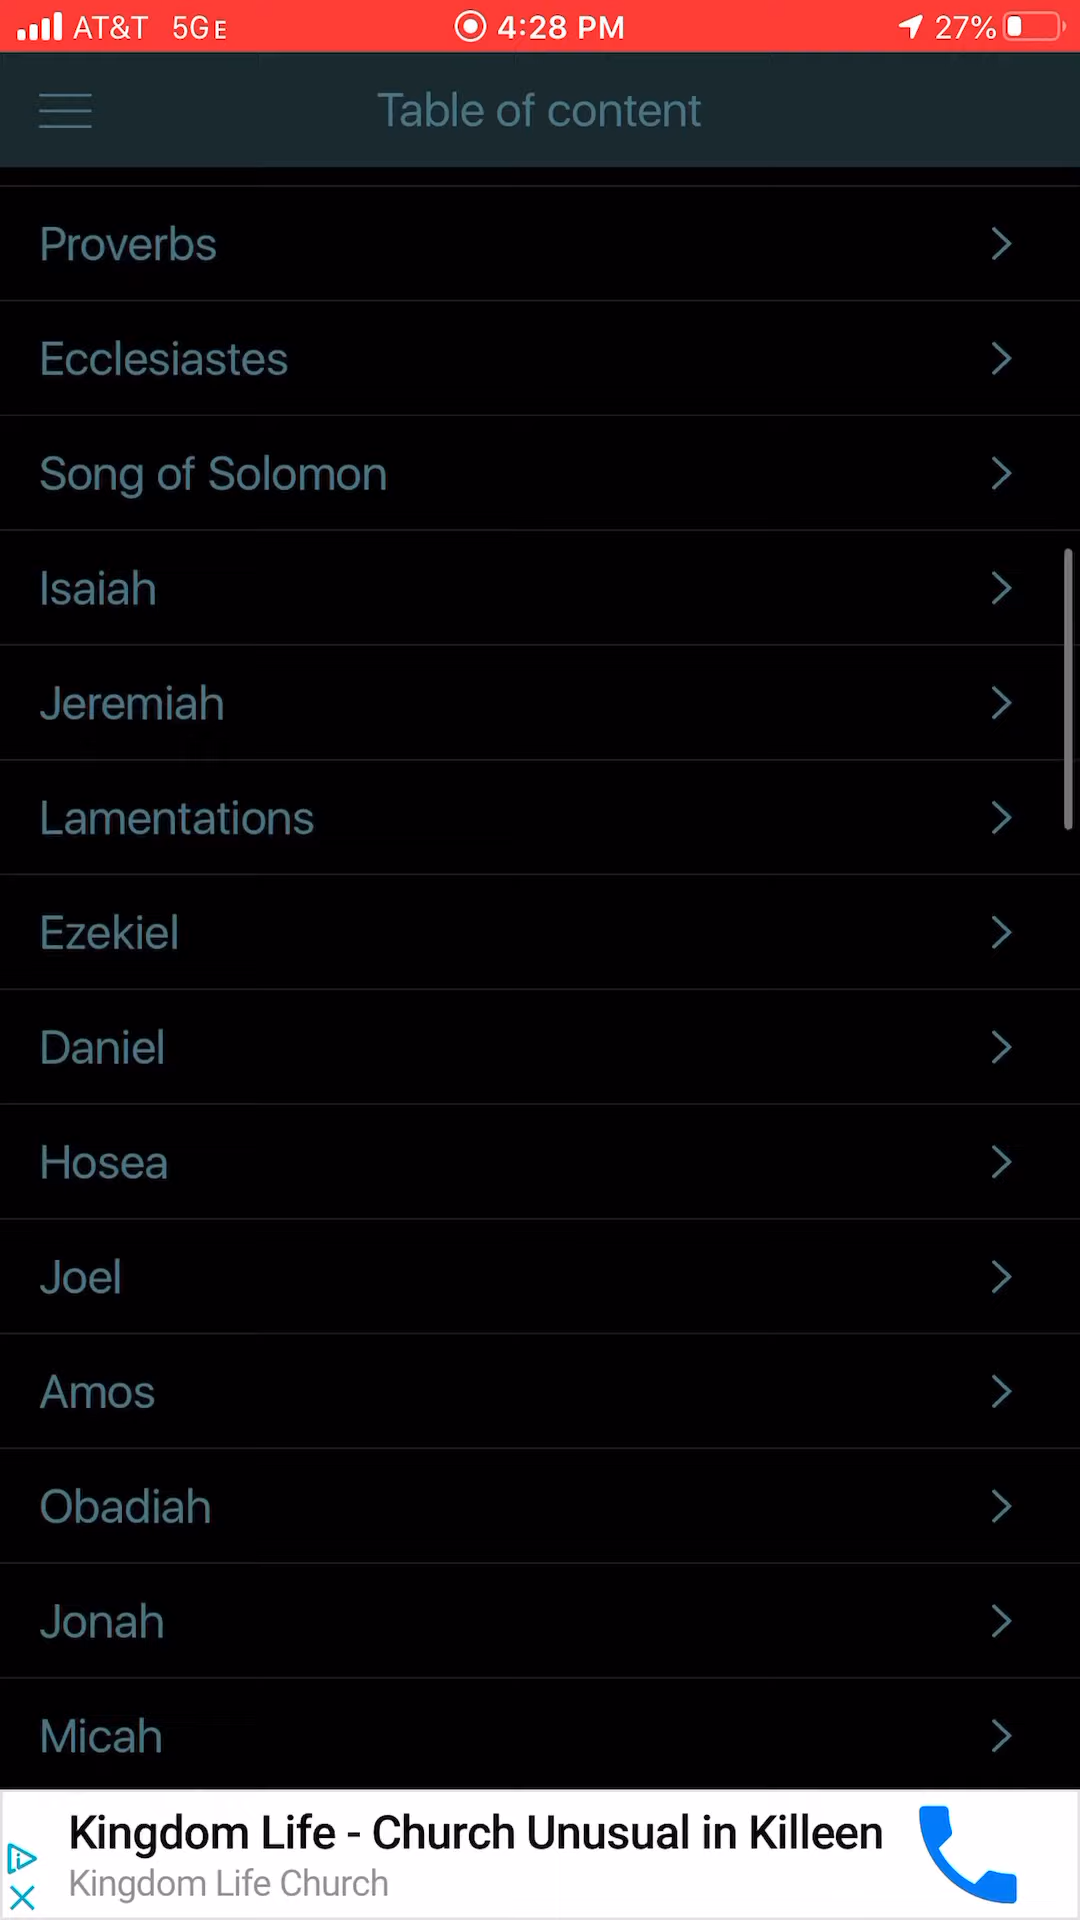 AT&T 5GE 4:28 PM 27%
Table of content
Proverbs
Ecclesiastes
Song of Solomon
Isaiah
Jeremiah
Lamentations
Ezekiel
Daniel
Hosea
Joel
Amos
Obadiah
Jonah
Micah
Kingdom Life - Church Unusual in Killeen
Kingdom Life Church